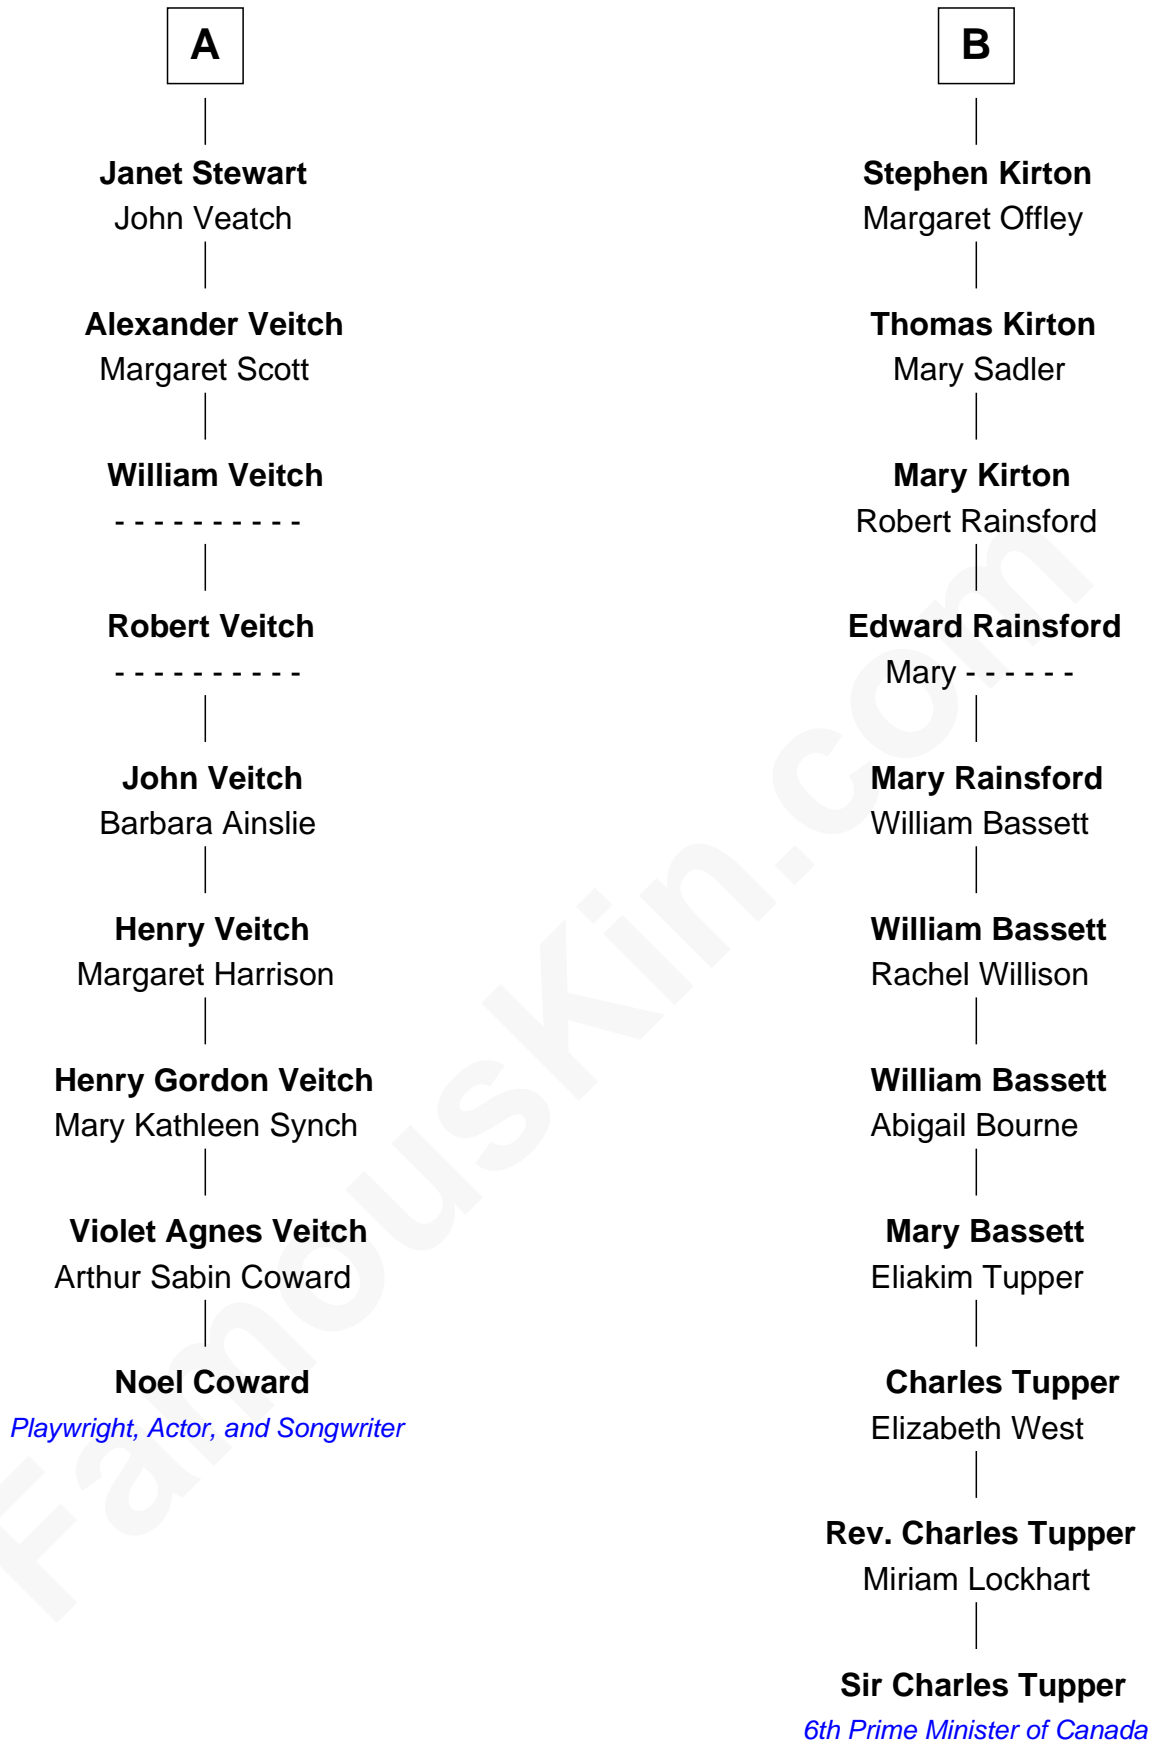 A
Janet Stewart
John Veatch
Alexander Veitch
Margaret Scott
William Veitch
- - - - - - - - - -
Robert Veitch
- - - - - - - - - -
John Veitch
Barbara Ainslie
Henry Veitch
Margaret Harrison
Henry Gordon Veitch
Mary Kathleen Synch
Violet Agnes Veitch
Arthur Sabin Coward
Noel Coward
Playwright, Actor, and Songwriter
B
Stephen Kirton
Margaret Offley
Thomas Kirton
Mary Sadler
Mary Kirton
Robert Rainsford
Edward Rainsford
Mary - - - - - -
Mary Rainsford
William Bassett
William Bassett
Rachel Willison
William Bassett
Abigail Bourne
Mary Bassett
Eliakim Tupper
Charles Tupper
Elizabeth West
Rev. Charles Tupper
Miriam Lockhart
Sir Charles Tupper
6th Prime Minister of Canada
FamousKin.com